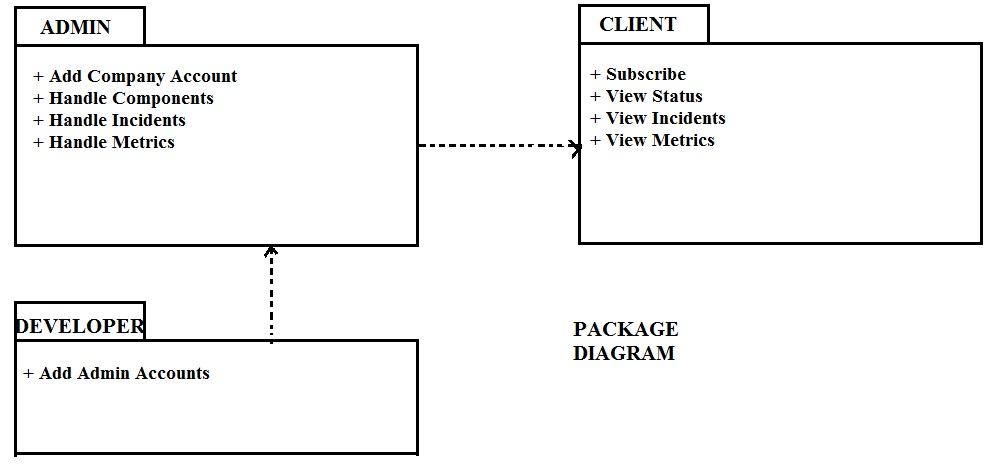 ADMIN
+ Add Company Account
+ Handle Components
+ Handle Incidents
+ Handle Metrics
CLIENT
+ Subscribe
+ View Status
+ View Incidents
+ View Metrics
DEVELOPER
+ Add Admin Accounts
PACKAGE
DIAGRAM